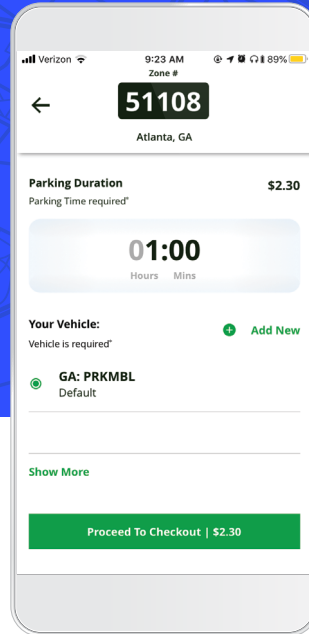 Verizon 9:23 AM 89%
Zone #
51108
Atlanta, GA
Parking Duration $2.30
Parking Time required*
01:00
Hours Mins
Your Vehicle: Add New
Vehicle is required*
GA: PRKMBL
Default
Show More
Proceed To Checkout | $2.30